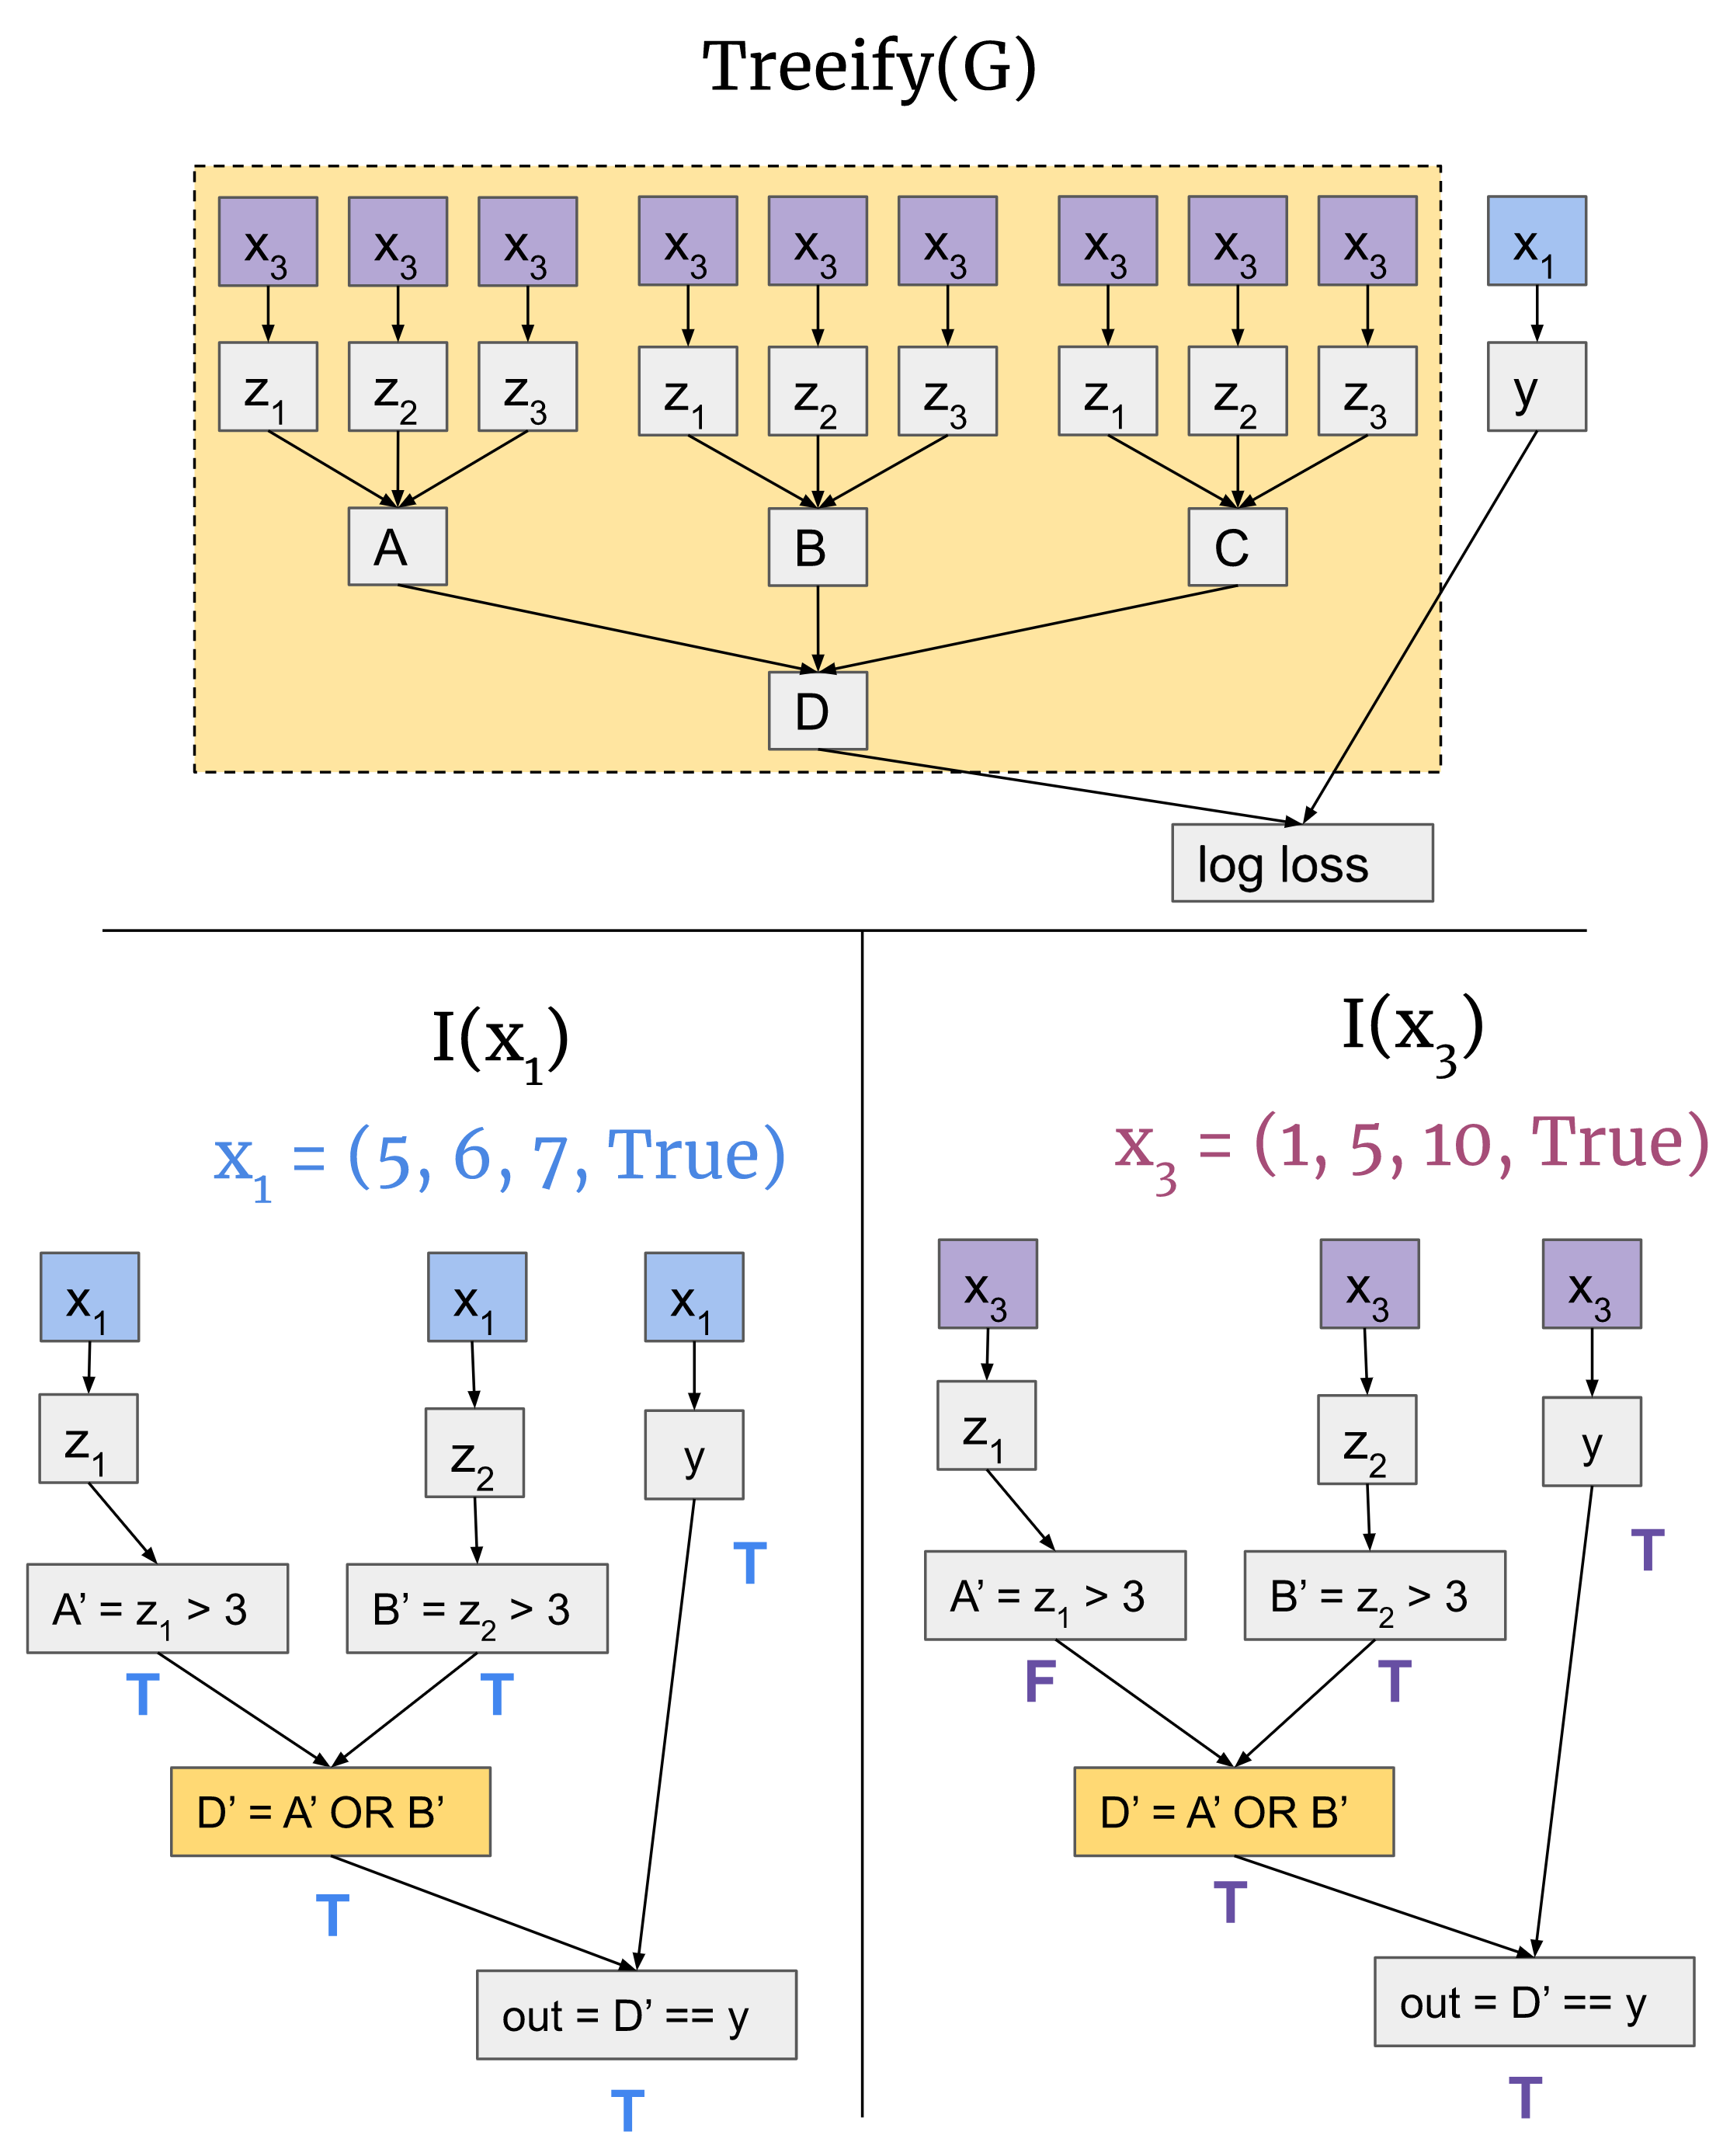 Treeify(G)
x3 x3 x3 x3 x3 x3 x3 x3 x3 x1
z1 z2 z3 z1 z2 z3 z1 z2 z3 y
A B C
D
log loss
I(x1)
x1 = (5, 6, 7, True)
x1 x1 x1
z1 z2 y
T
A’ = z1 > 3 B’ = z2 > 3
T T
D’ = A’ OR B’
T
out = D’ == y
T
I(x3)
x3 = (1, 5, 10, True)
x3 x3 x3
z1 z2 y
T
A’ = z1 > 3 B’ = z2 > 3
F T
D’ = A’ OR B’
T
out = D’ == y
T